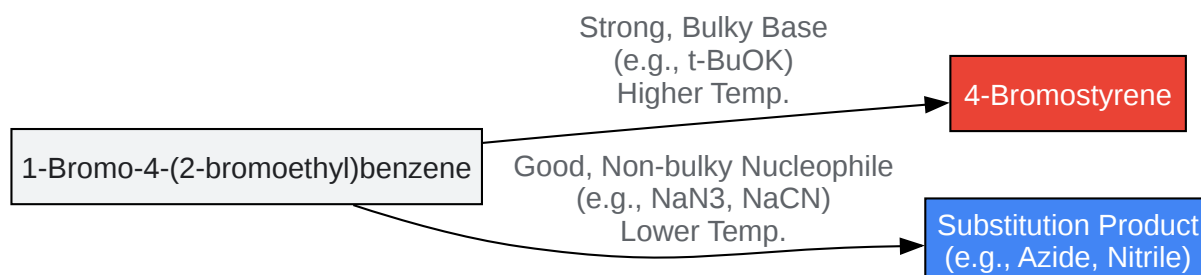 Strong, Bulky Base
(e.g., t-BuOK)
Higher Temp.
4-Bromostyrene
1-Bromo-4-(2-bromoethyl)benzene
Good, Non-bulky Nucleophile
(e.g., NaN3, NaCN)
Lower Temp.
Substitution Product
(e.g., Azide, Nitrile)